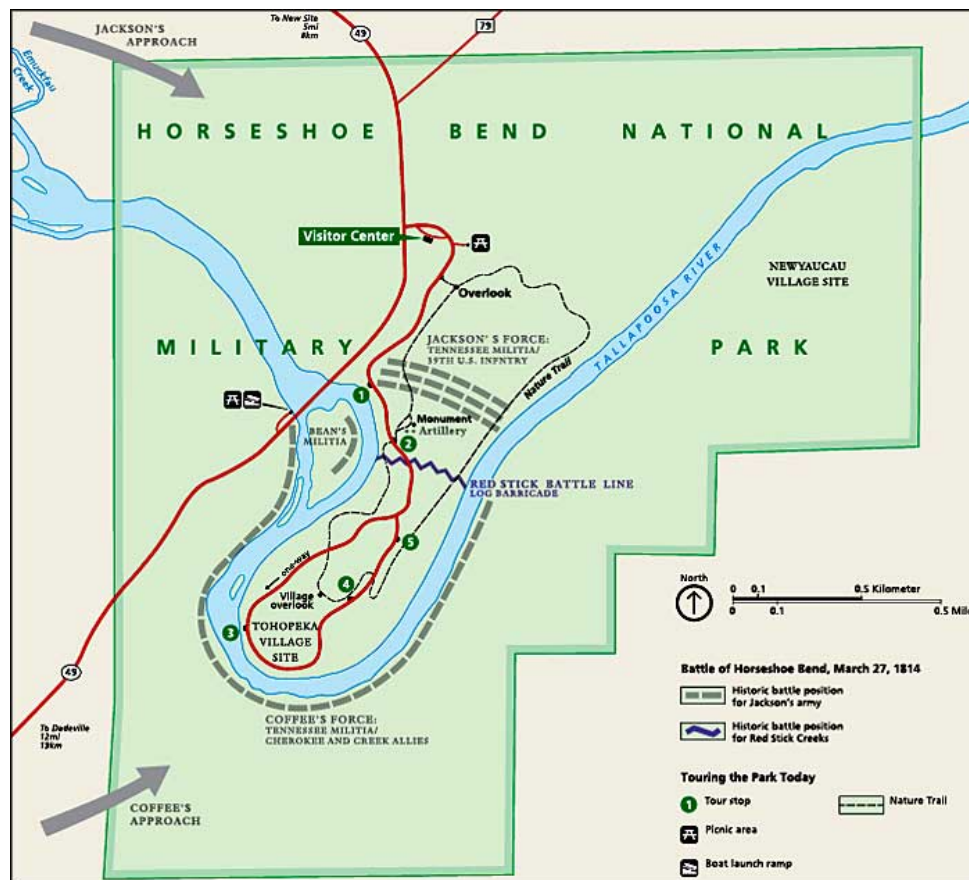 JACKSON'S
APPROACH
To New Site
5mi
8km
49
79
Emuckfau
Creek
HORSESHOE BEND NATIONAL
Visitor Center
Overlook
NEWYAUCAU
VILLAGE SITE
TALLAPOOSA RIVER
MILITARY PARK
JACKSON' S FORCE:
TENNESSEE MILITIA/
39TH U.S. INFNTRY
Nature Trail
1
Monument
Artillery
BEAN'S
MILITIA
2
RED STICK BATTLE LINE
LOG BARRICADE
5
one-way
4
Village
overlook
3
TOHOPEKA
VILLAGE
SITE
North
0 0.1 0.5 Kilometer
0 0.1 0.5 Mile
49
To Dadeville
12mi
19km
COFFEE'S FORCE:
TENNESSEE MILITIA/
CHEROKEE AND CREEK ALLIES
COFFEE'S
APPROACH
Battle of Horseshoe Bend, March 27, 1814
Historic battle position
for Jackson's army
Historic battle position
for Red Stick Creeks
Touring the Park Today
1 Tour stop
Nature Trail
Picnic area
Boat launch ramp